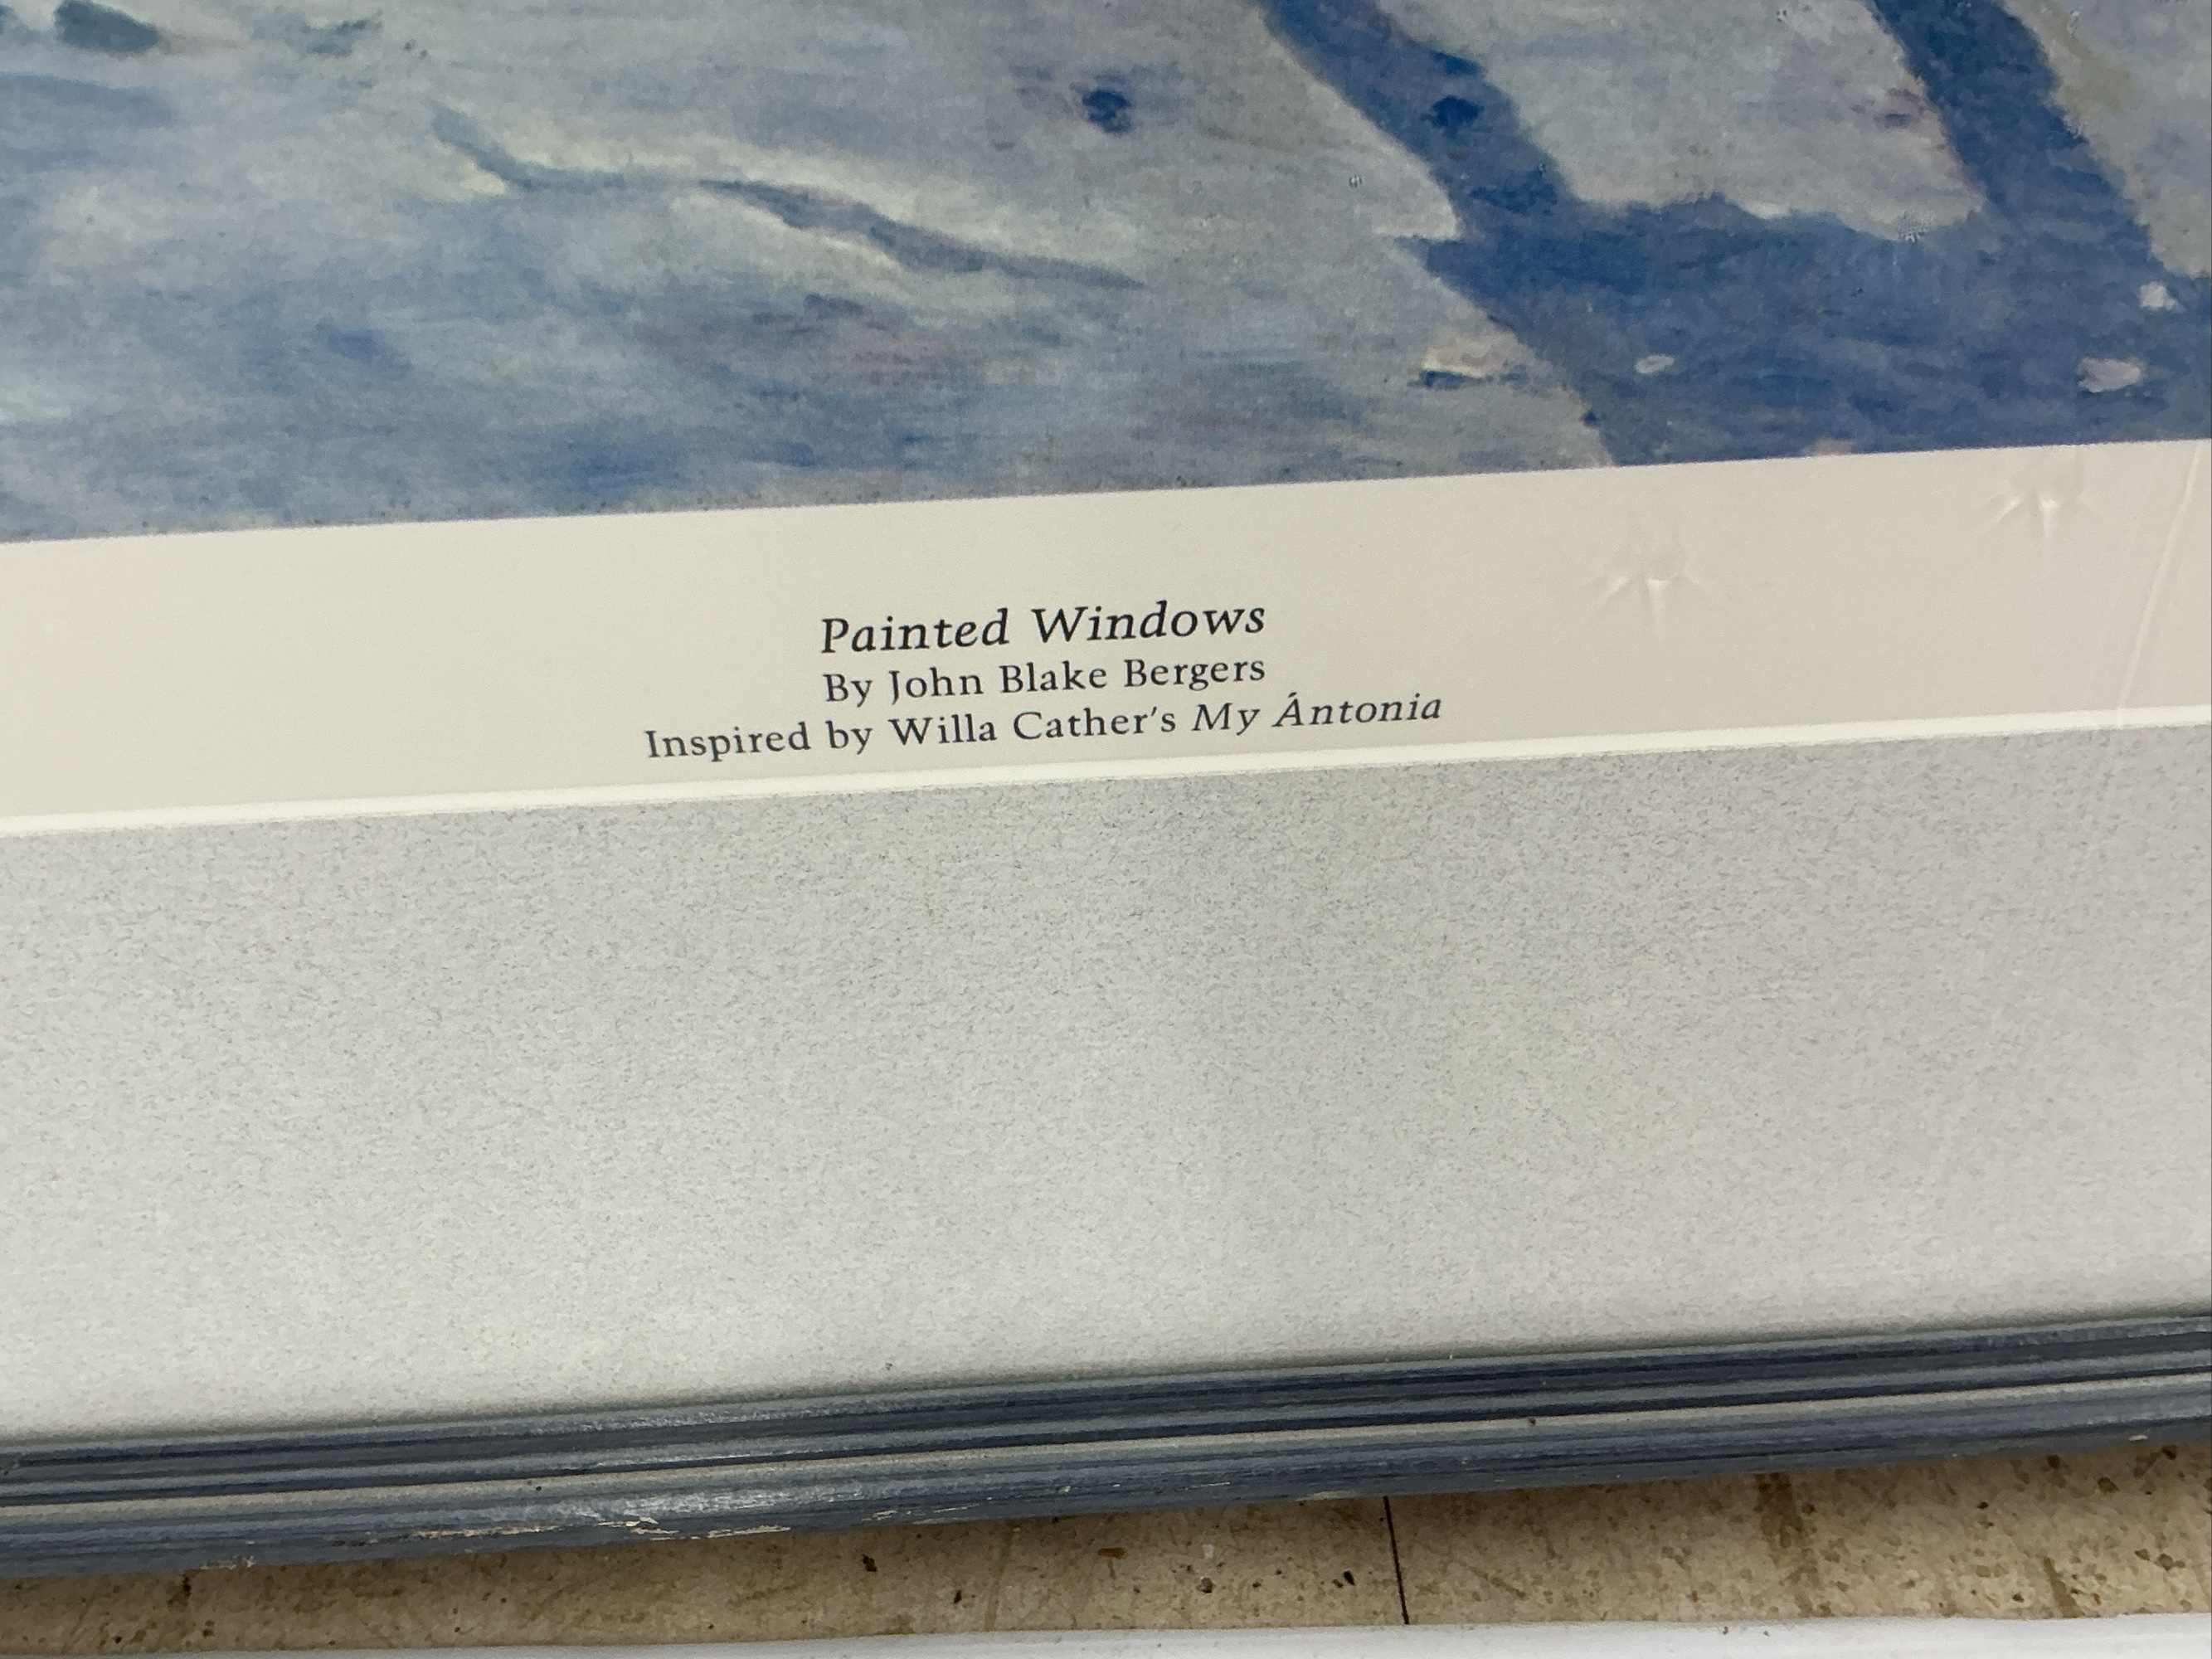 Painted Windows
By John Blake Bergers
Inspired by Willa Cather's My Ántonia